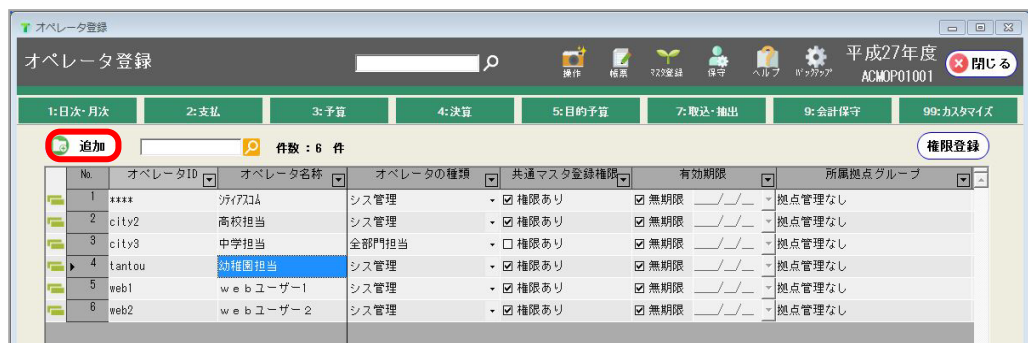 オペレータ登録
オペレータ登録 操作 帳票 マスタ登録 保守 ヘルプ ﾊﾞｯｸｱｯﾌﾟ 平成27年度 ACMOP01001 閉じる
1:日次・月次 2:支払 3:予算 4:決算 5:目的予算 7:取込・抽出 9:会計保守 99:カスタマイズ
追加 件数 : 6 件 権限登録
No. オペレータID オペレータ名称 オペレータの種類 共通マスタ登録権限 有効期限 所属拠点グループ
1 **** ｼﾃｨｱｽｺﾑ シス管理 権限あり 無期限 __/_/__ 拠点管理なし
2 city2 高校担当 シス管理 権限あり 無期限 __/_/__ 拠点管理なし
3 city3 中学担当 全部門担当 権限あり 無期限 __/_/__ 拠点管理なし
4 tantou 幼稚園担当 シス管理 権限あり 無期限 __/_/__ 拠点管理なし
5 web1 ｗｅｂユーザー1 シス管理 権限あり 無期限 __/_/__ 拠点管理なし
6 web2 ｗｅｂユーザー２ シス管理 権限あり 無期限 __/_/__ 拠点管理なし